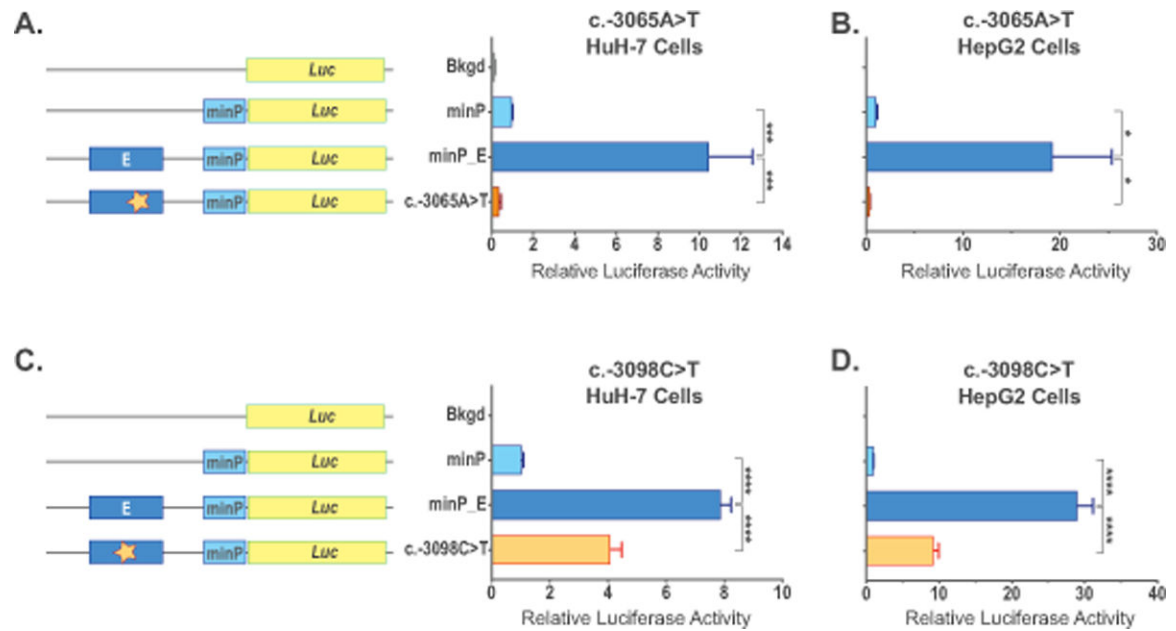 A.
c.-3065A>T
HuH-7 Cells
B.
c.-3065A>T
HepG2 Cells
Luc
Bkgd
minP Luc
minP
***
*
E minP Luc
minP_E
***
*
minP Luc
c.-3065A>T
0 2 4 6 8 10 12 14
0 10 20 30
Relative Luciferase Activity
Relative Luciferase Activity
C.
c.-3098C>T
HuH-7 Cells
D.
c.-3098C>T
HepG2 Cells
Luc
Bkgd
minP Luc
minP
****
****
E minP Luc
minP_E
****
****
minP Luc
c.-3098C>T
0 2 4 6 8 10
0 10 20 30 40
Relative Luciferase Activity
Relative Luciferase Activity